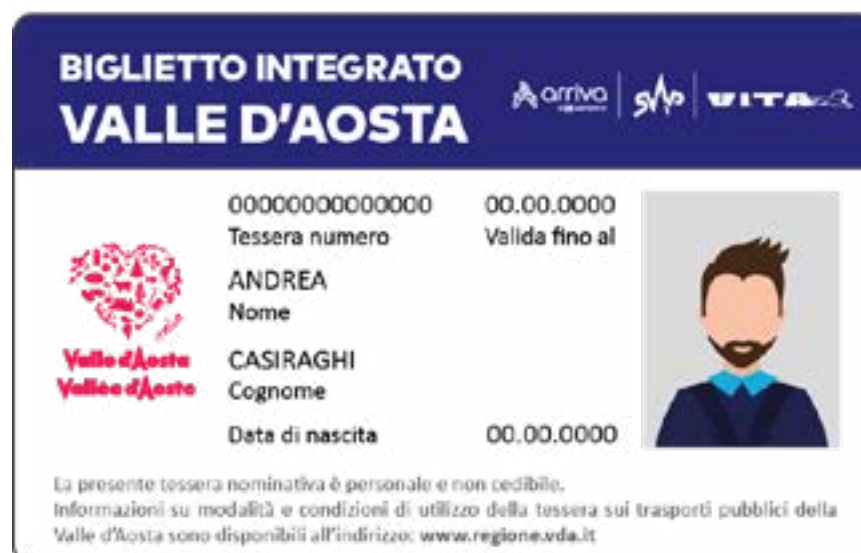 BIGLIETTO INTEGRATO
VALLE D'AOSTA
arriva
SVAP
VITA
00000000000000 00.00.0000
Tessera numero Valida fino al
ANDREA
Nome
CASIRAGHI
Cognome
Data di nascita 00.00.0000
Valle d'Aosta
Vallée d'Aoste
La presente tessera nominativa è personale e non cedibile.
Informazioni su modalità e condizioni di utilizzo della tessera sui trasporti pubblici della
Valle d'Aosta sono disponibili all'indirizzo: www.regione.vda.it